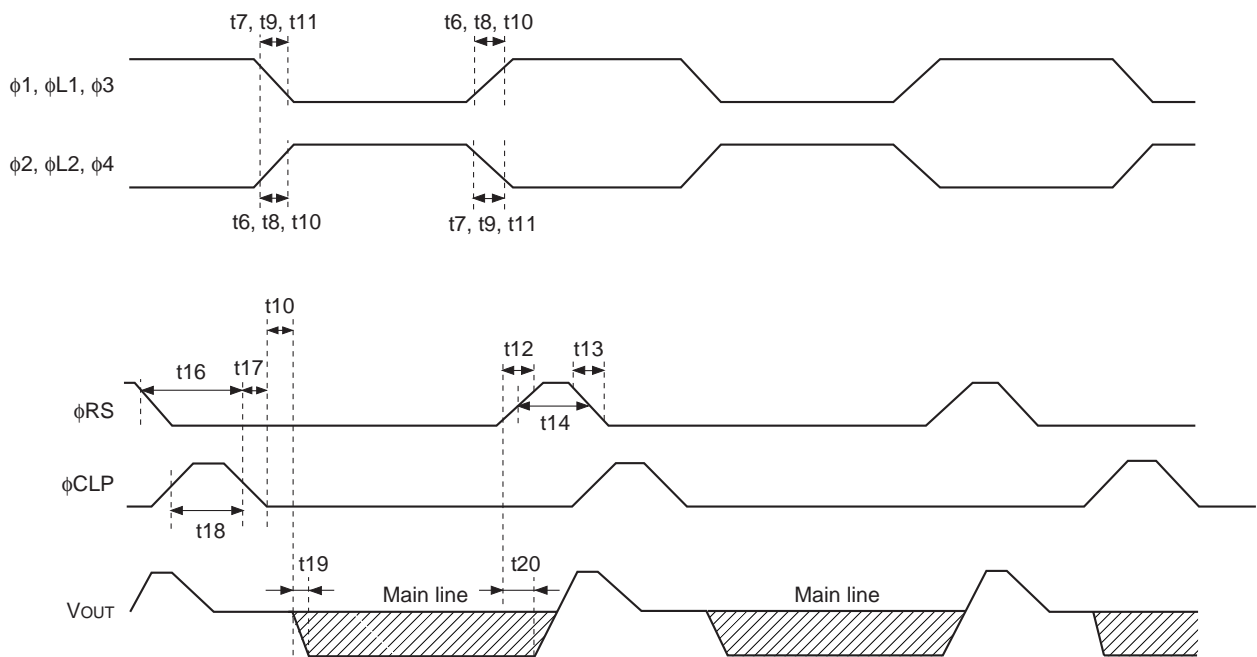 t7, t9, t11
t6, t8, t10
ϕ1, ϕL1, ϕ3
ϕ2, ϕL2, ϕ4
t6, t8, t10
t7, t9, t11
t10
t12
t13
t16
t17
ϕRS
t14
ϕCLP
t18
t19
t20
Main line
Main line
VOUT